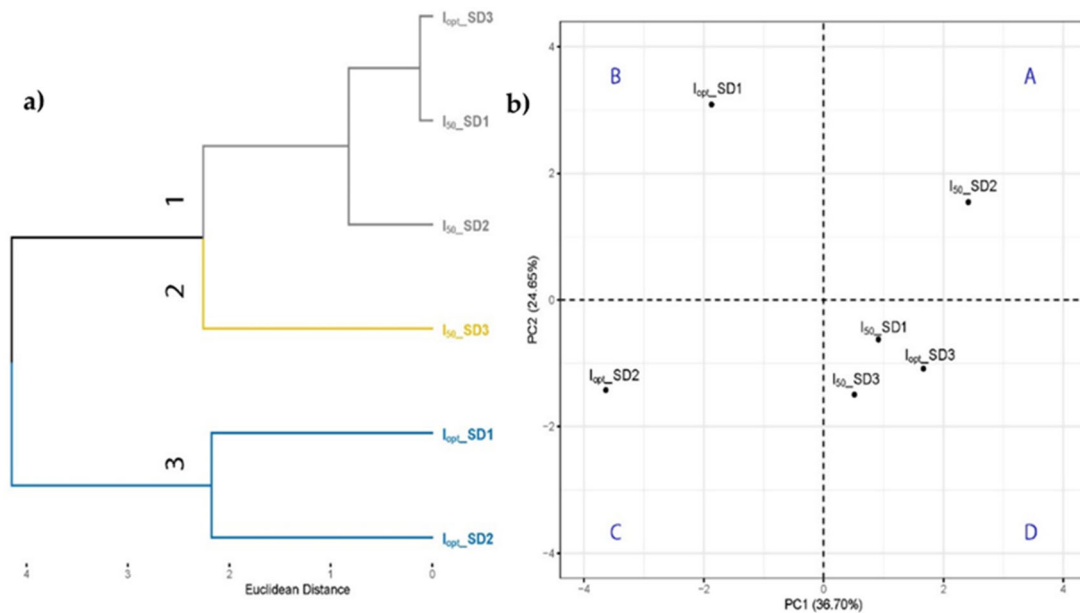 a)
I_opt_SD3
I_50_SD1
1
I_50_SD2
2
I_50_SD3
I_opt_SD1
3
I_opt_SD2
4 3 2 1 0
Euclidean Distance
b)
B
A
I_opt_SD1
I_50_SD2
I_50_SD1
I_opt_SD3
I_opt_SD2
I_50_SD3
C
D
4
2
0
−2
−4
PC2 (24.65%)
−4 −2 0 2 4
PC1 (36.70%)